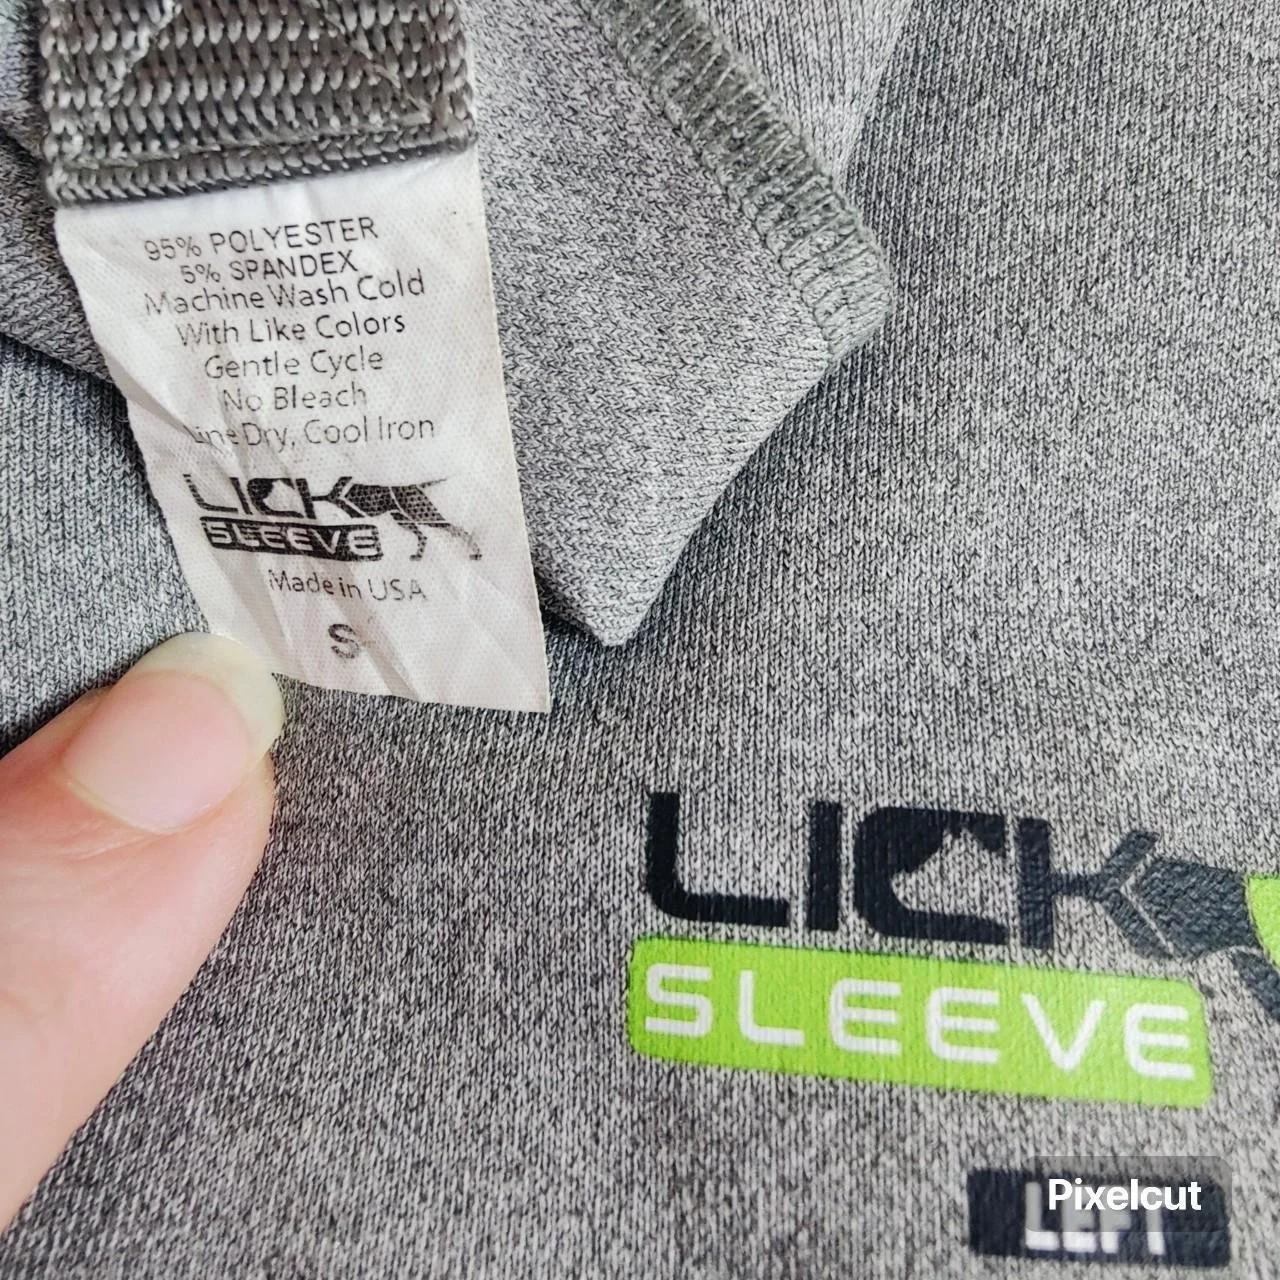 95% POLYESTER
5% SPANDEX
Machine Wash Cold
With Like Colors
Gentle Cycle
No Bleach
Line Dry, Cool Iron
LICK
SLEEVE
Made in USA
S
LICK
SLEEVE
LEFT
Pixelcut